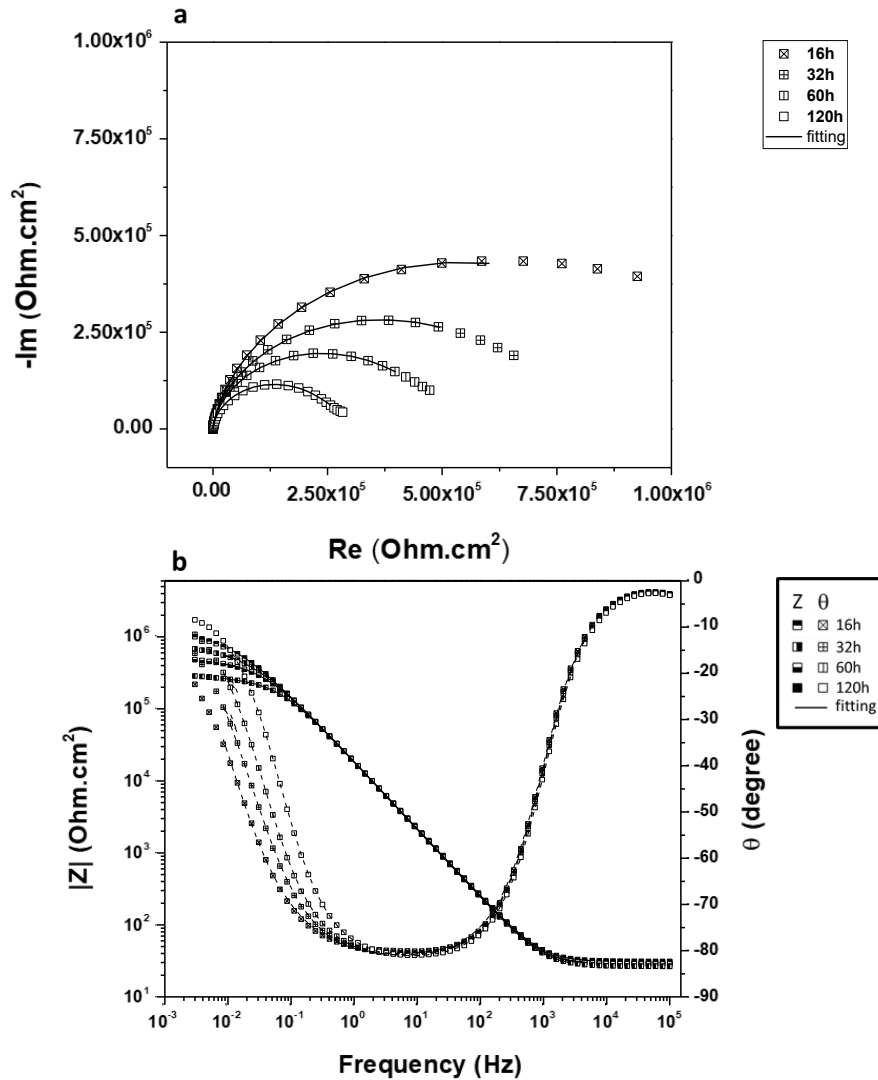 a
1.00x10⁶
7.50x10⁵
5.00x10⁵
2.50x10⁵
0.00
-Im (Ohm.cm²)
0.00 2.50x10⁵ 5.00x10⁵ 7.50x10⁵ 1.00x10⁶
Re (Ohm.cm²)
16h
32h
60h
120h
fitting
b
10⁶
10⁵
10⁴
10³
10²
10¹
|Z| (Ohm.cm²)
0
-10
-20
-30
-40
-50
-60
-70
-80
-90
θ (degree)
10⁻³ 10⁻² 10⁻¹ 10⁰ 10¹ 10² 10³ 10⁴ 10⁵
Frequency (Hz)
Z θ
16h
32h
60h
120h
fitting